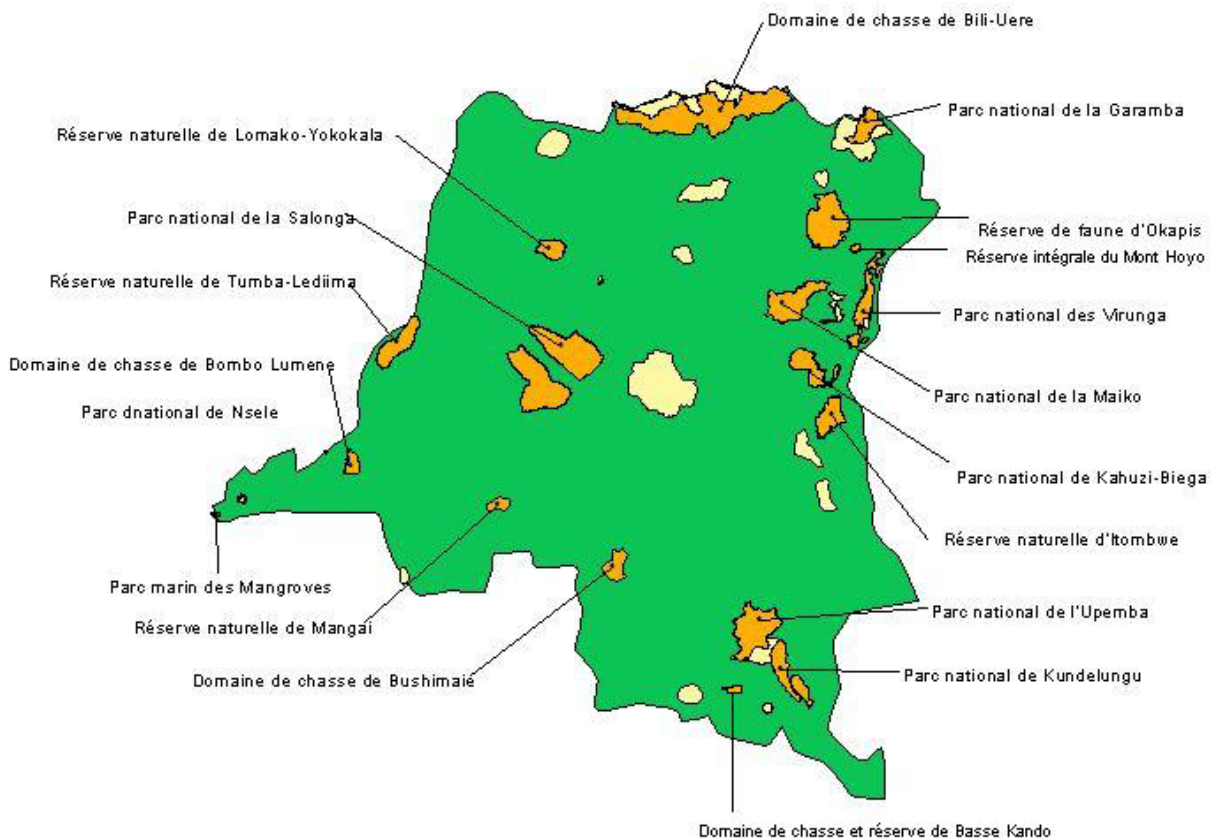 Domaine de chasse de Bili-Uere
Parc national de la Garamba
Réserve naturelle de Lomako-Yokokala
Parc national de la Salonga
Réserve de faune d'Okapis
Réserve intégrale du Mont Hoyo
Réserve naturelle de Tumba-Lediima
Parc national des Virunga
Domaine de chasse de Bombo Lumene
Parc national de la Maiko
Parc dnational de Nsele
Parc national de Kahuzi-Biega
Réserve naturelle d'Itombwe
Parc marin des Mangroves
Parc national de l'Upemba
Réserve naturelle de Mangaï
Parc national de Kundelungu
Domaine de chasse de Bushimaïe
Domaine de chasse et réserve de Basse Kando